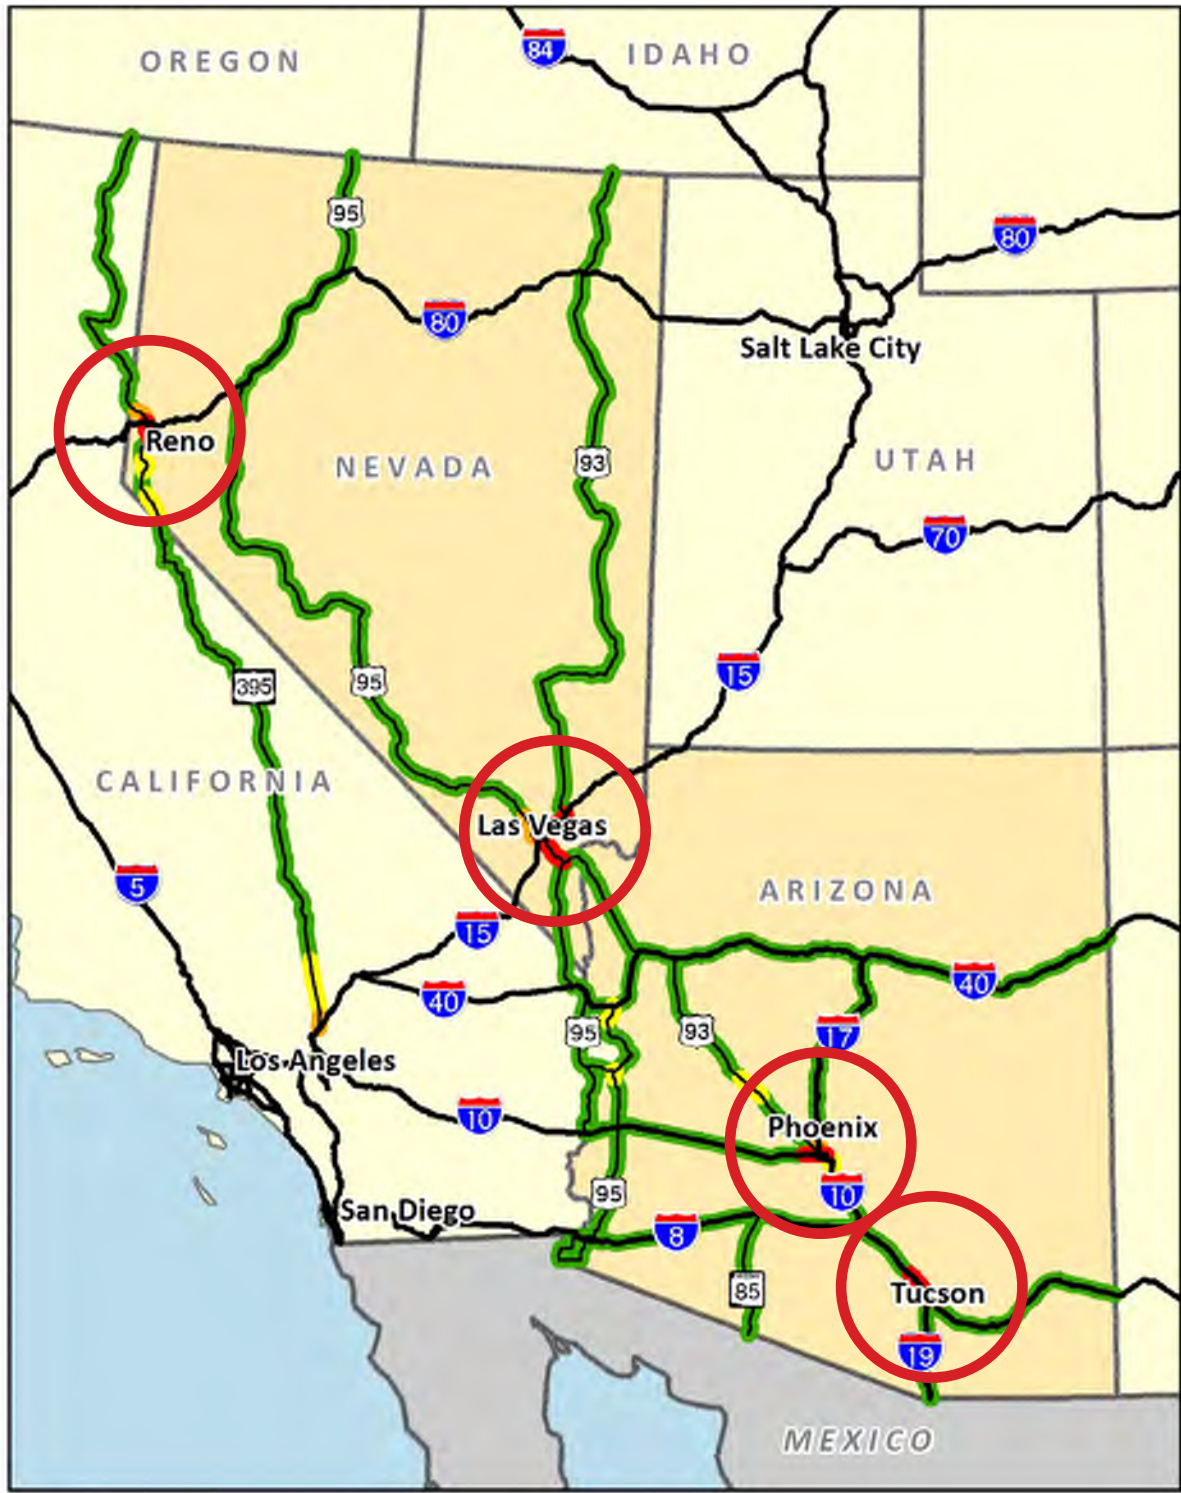 OREGON
84
IDAHO
95
80
80
Salt Lake City
Reno
NEVADA
93
UTAH
70
15
395
95
CALIFORNIA
Las Vegas
5
ARIZONA
15
40
40
95
93
17
Los Angeles
10
Phoenix
95
10
San Diego
8
85
Tucson
19
MEXICO